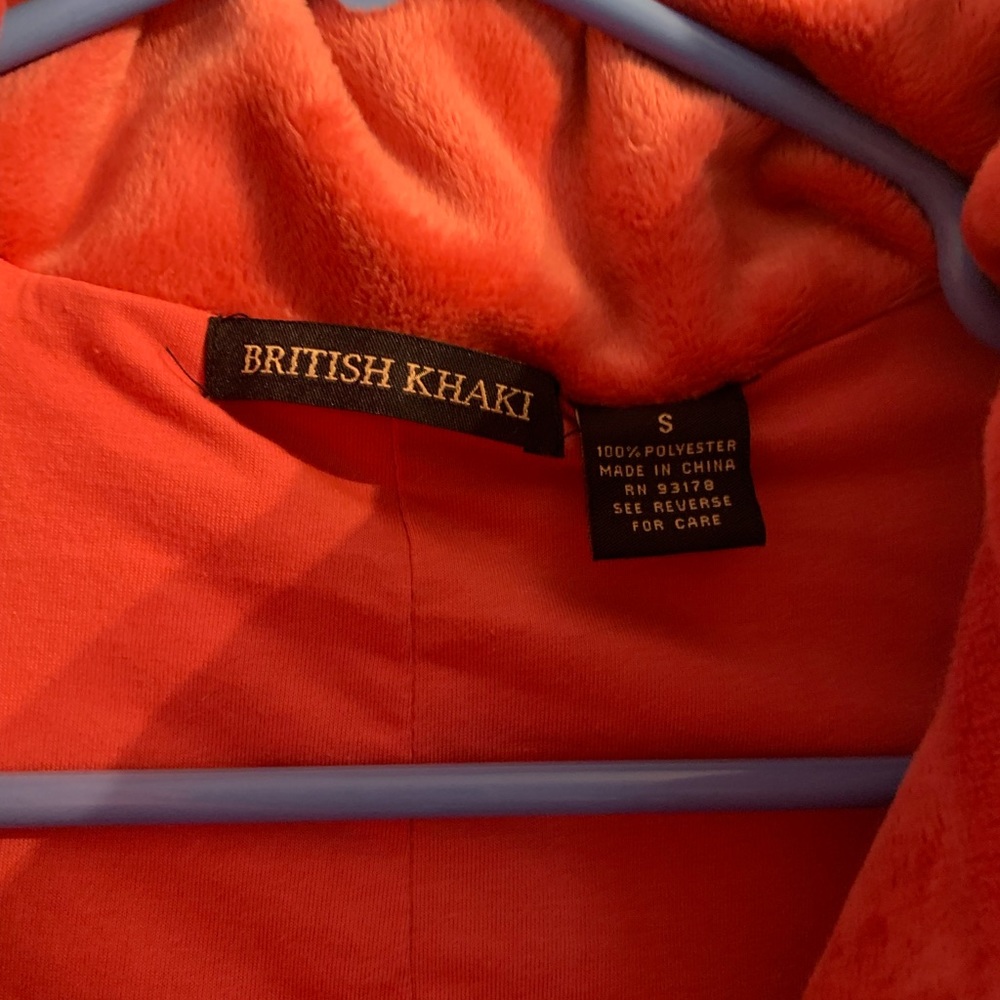 BRITISH KHAKI
S
100% POLYESTER
MADE IN CHINA
RN 93178
SEE REVERSE
FOR CARE